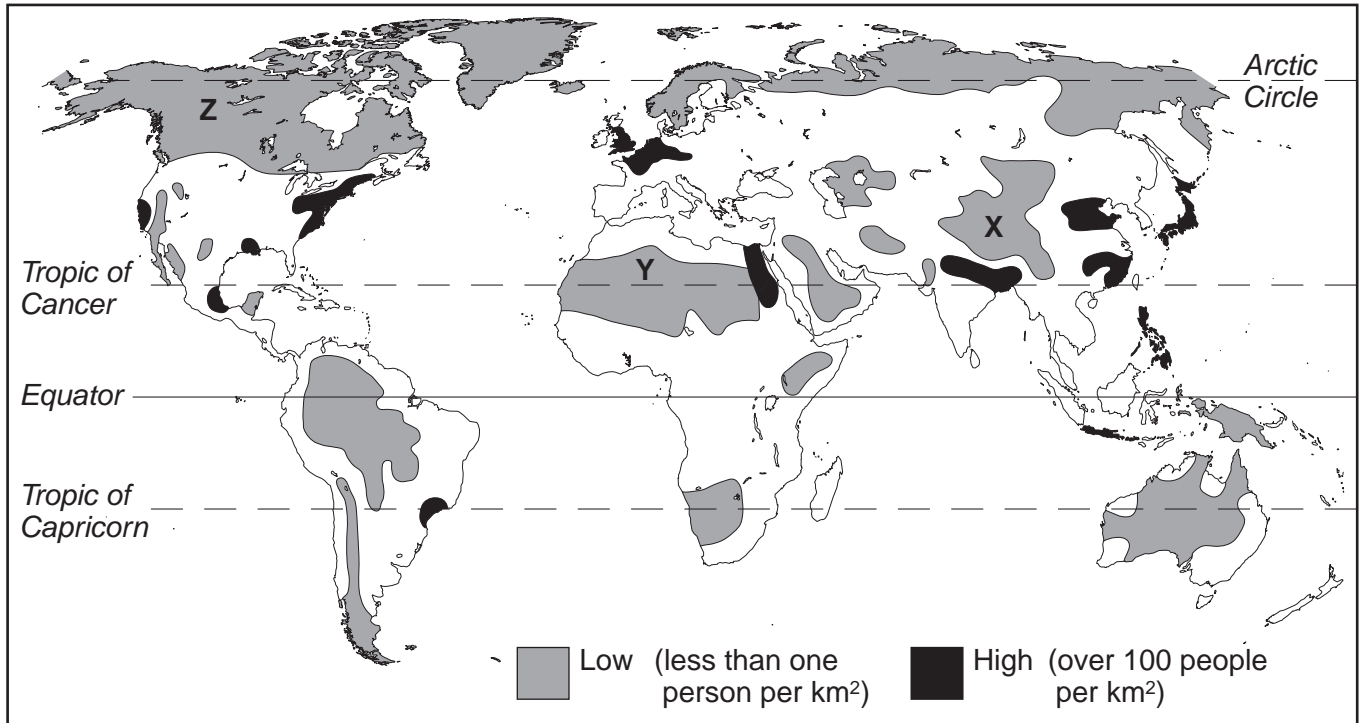 Arctic
Circle
Z
X
Y
Tropic of
Cancer
Equator
Tropic of
Capricorn
Low (less than one
person per km²)
High (over 100 people
per km²)